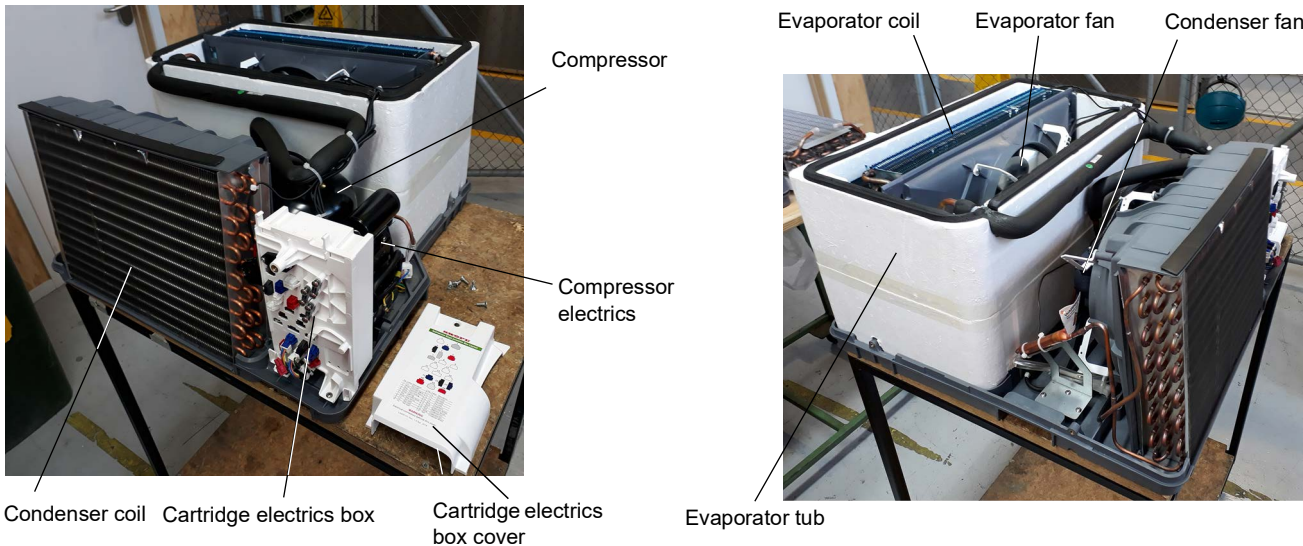 Evaporator coil
Evaporator fan
Condenser fan
Compressor
Compressor
electrics
Condenser coil
Cartridge electrics box
Cartridge electrics
box cover
Evaporator tub